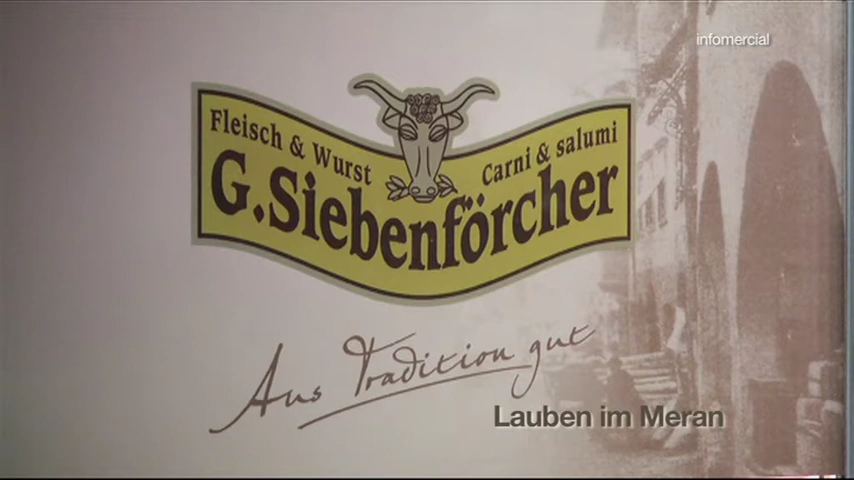 infomercial
Fleisch & Wurst
Carni & salumi
G.Siebenförcher
Aus Tradition gut
Lauben im Meran